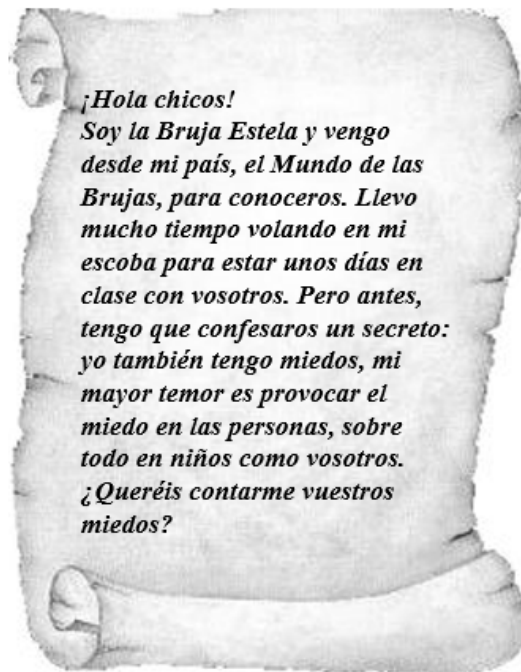 ¡Hola chicos!
Soy la Bruja Estela y vengo
desde mi país, el Mundo de las
Brujas, para conoceros. Llevo
mucho tiempo volando en mi
escoba para estar unos días en
clase con vosotros. Pero antes,
tengo que confesaros un secreto:
yo también tengo miedos, mi
mayor temor es provocar el
miedo en las personas, sobre
todo en niños como vosotros.
¿Queréis contarme vuestros
miedos?